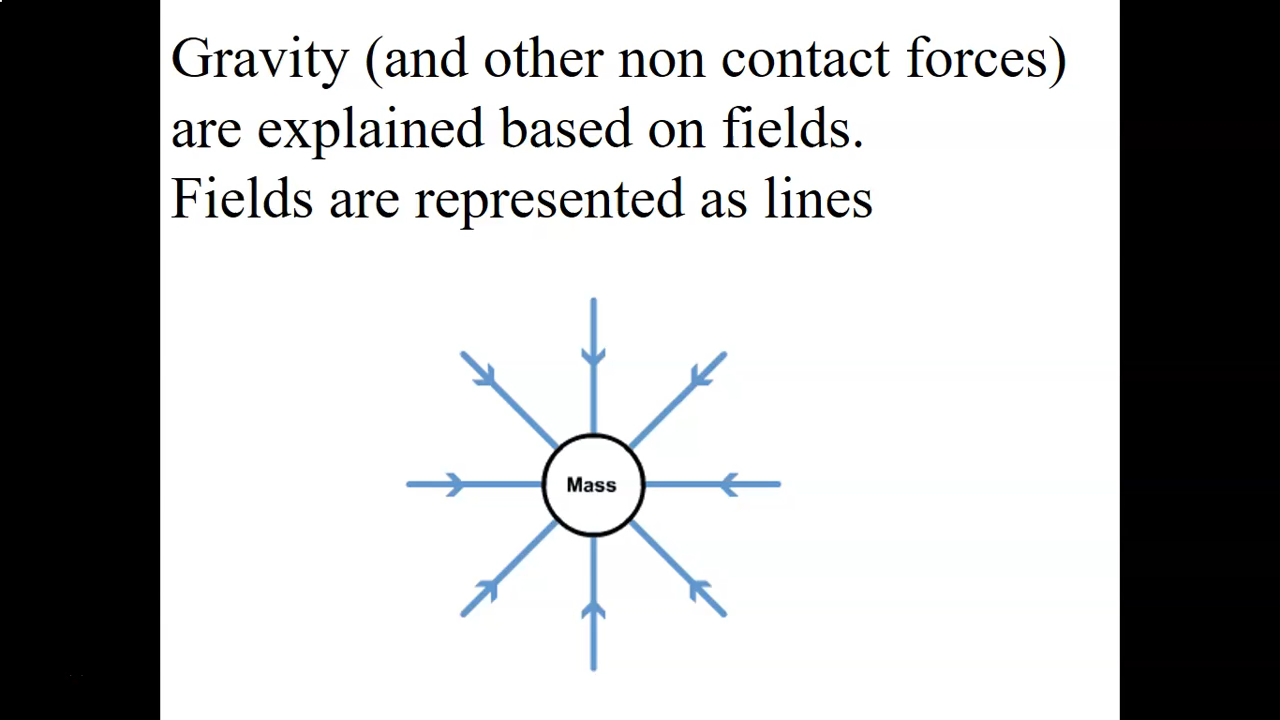 Gravity (and other non contact forces)
are explained based on fields.
Fields are represented as lines
Mass